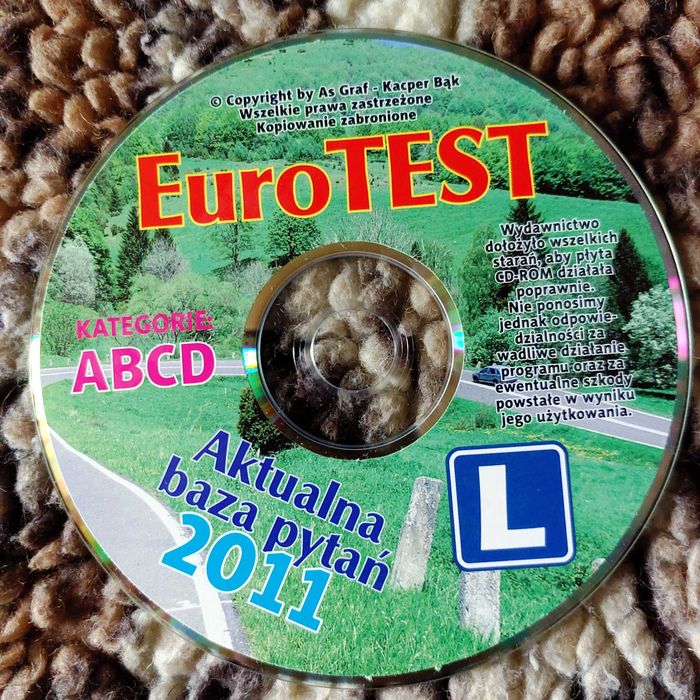 © Copyright by As Graf - Kacper Bąk
Wszelkie prawa zastrzeżone
Kopiowanie zabronione
EuroTEST
Wydawnictwo
dołożyło wszelkich
starań, aby płyta
CD-ROM działała
poprawnie.
Nie ponosimy
jednak odpowie-
dzialności za
wadliwe działanie
programu oraz za
ewentualne szkody
powstałe w wyniku
jego użytkowania.
KATEGORIE:
ABCD
Aktualna
baza pytań
2011
L